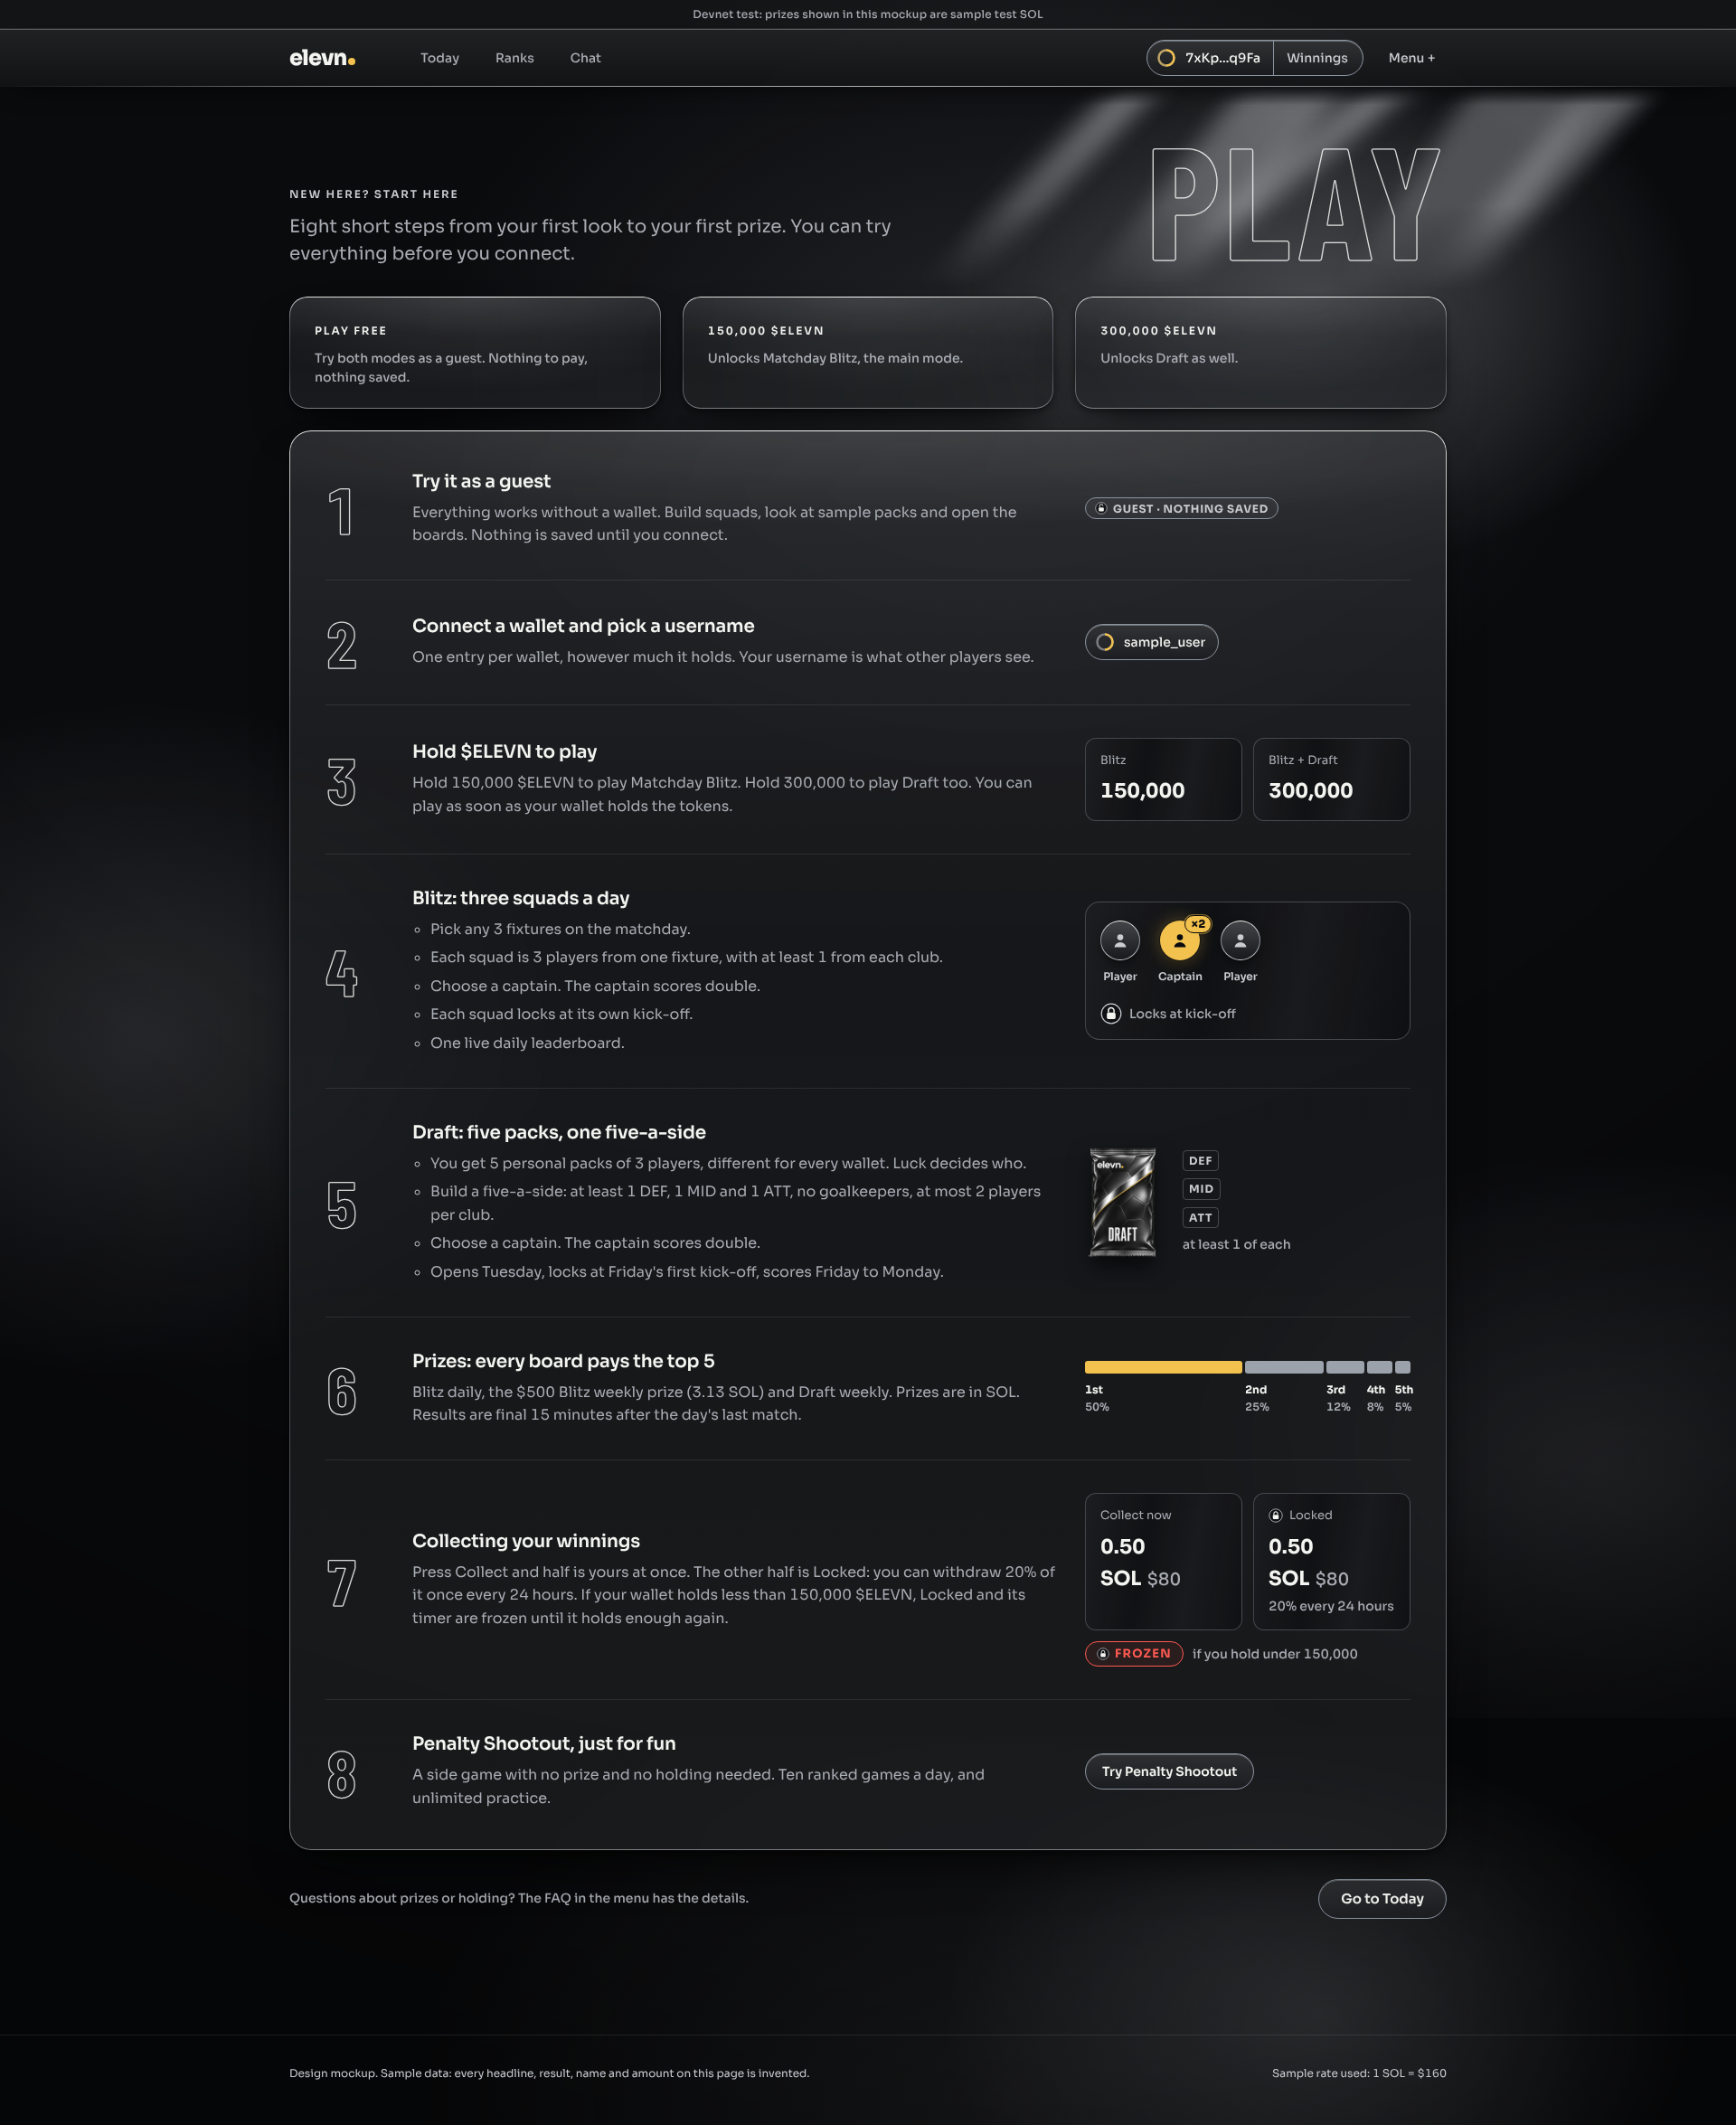 Devnet test: prizes shown in this mockup are sample test SOL
elevn.
Today
Ranks
Chat
7xKp...q9Fa
Winnings
Menu +
PLAY
NEW HERE? START HERE
Eight short steps from your first look to your first prize. You can try
everything before you connect.
PLAY FREE
Try both modes as a guest. Nothing to pay,
nothing saved.
150,000 $ELEVN
Unlocks Matchday Blitz, the main mode.
300,000 $ELEVN
Unlocks Draft as well.
1
Try it as a guest
Everything works without a wallet. Build squads, look at sample packs and open the
boards. Nothing is saved until you connect.
GUEST · NOTHING SAVED
2
Connect a wallet and pick a username
One entry per wallet, however much it holds. Your username is what other players see.
sample_user
3
Hold $ELEVN to play
Hold 150,000 $ELEVN to play Matchday Blitz. Hold 300,000 to play Draft too. You can
play as soon as your wallet holds the tokens.
Blitz
150,000
Blitz + Draft
300,000
4
Blitz: three squads a day
Pick any 3 fixtures on the matchday.
Each squad is 3 players from one fixture, with at least 1 from each club.
Choose a captain. The captain scores double.
Each squad locks at its own kick-off.
One live daily leaderboard.
×2
Player
Captain
Player
Locks at kick-off
5
Draft: five packs, one five-a-side
You get 5 personal packs of 3 players, different for every wallet. Luck decides who.
Build a five-a-side: at least 1 DEF, 1 MID and 1 ATT, no goalkeepers, at most 2 players
per club.
Choose a captain. The captain scores double.
Opens Tuesday, locks at Friday's first kick-off, scores Friday to Monday.
elevn.
DRAFT
DEF
MID
ATT
at least 1 of each
6
Prizes: every board pays the top 5
Blitz daily, the $500 Blitz weekly prize (3.13 SOL) and Draft weekly. Prizes are in SOL.
Results are final 15 minutes after the day's last match.
1st
50%
2nd
25%
3rd
12%
4th
8%
5th
5%
7
Collecting your winnings
Press Collect and half is yours at once. The other half is Locked: you can withdraw 20% of
it once every 24 hours. If your wallet holds less than 150,000 $ELEVN, Locked and its
timer are frozen until it holds enough again.
Collect now
0.50
SOL $80
Locked
0.50
SOL $80
20% every 24 hours
FROZEN
if you hold under 150,000
8
Penalty Shootout, just for fun
A side game with no prize and no holding needed. Ten ranked games a day, and
unlimited practice.
Try Penalty Shootout
Questions about prizes or holding? The FAQ in the menu has the details.
Go to Today
Design mockup. Sample data: every headline, result, name and amount on this page is invented.
Sample rate used: 1 SOL = $160